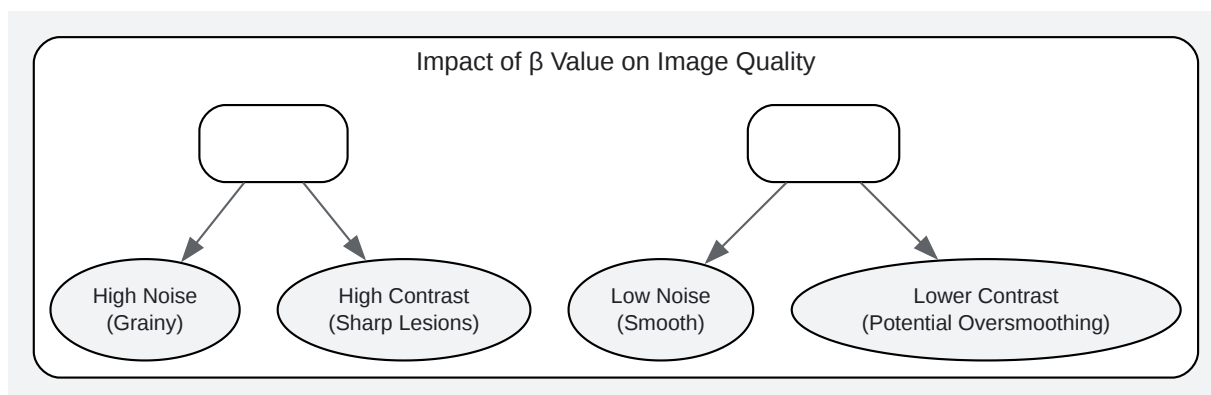 Impact of β Value on Image Quality
High Noise
(Grainy)
High Contrast
(Sharp Lesions)
Low Noise
(Smooth)
Lower Contrast
(Potential Oversmoothing)